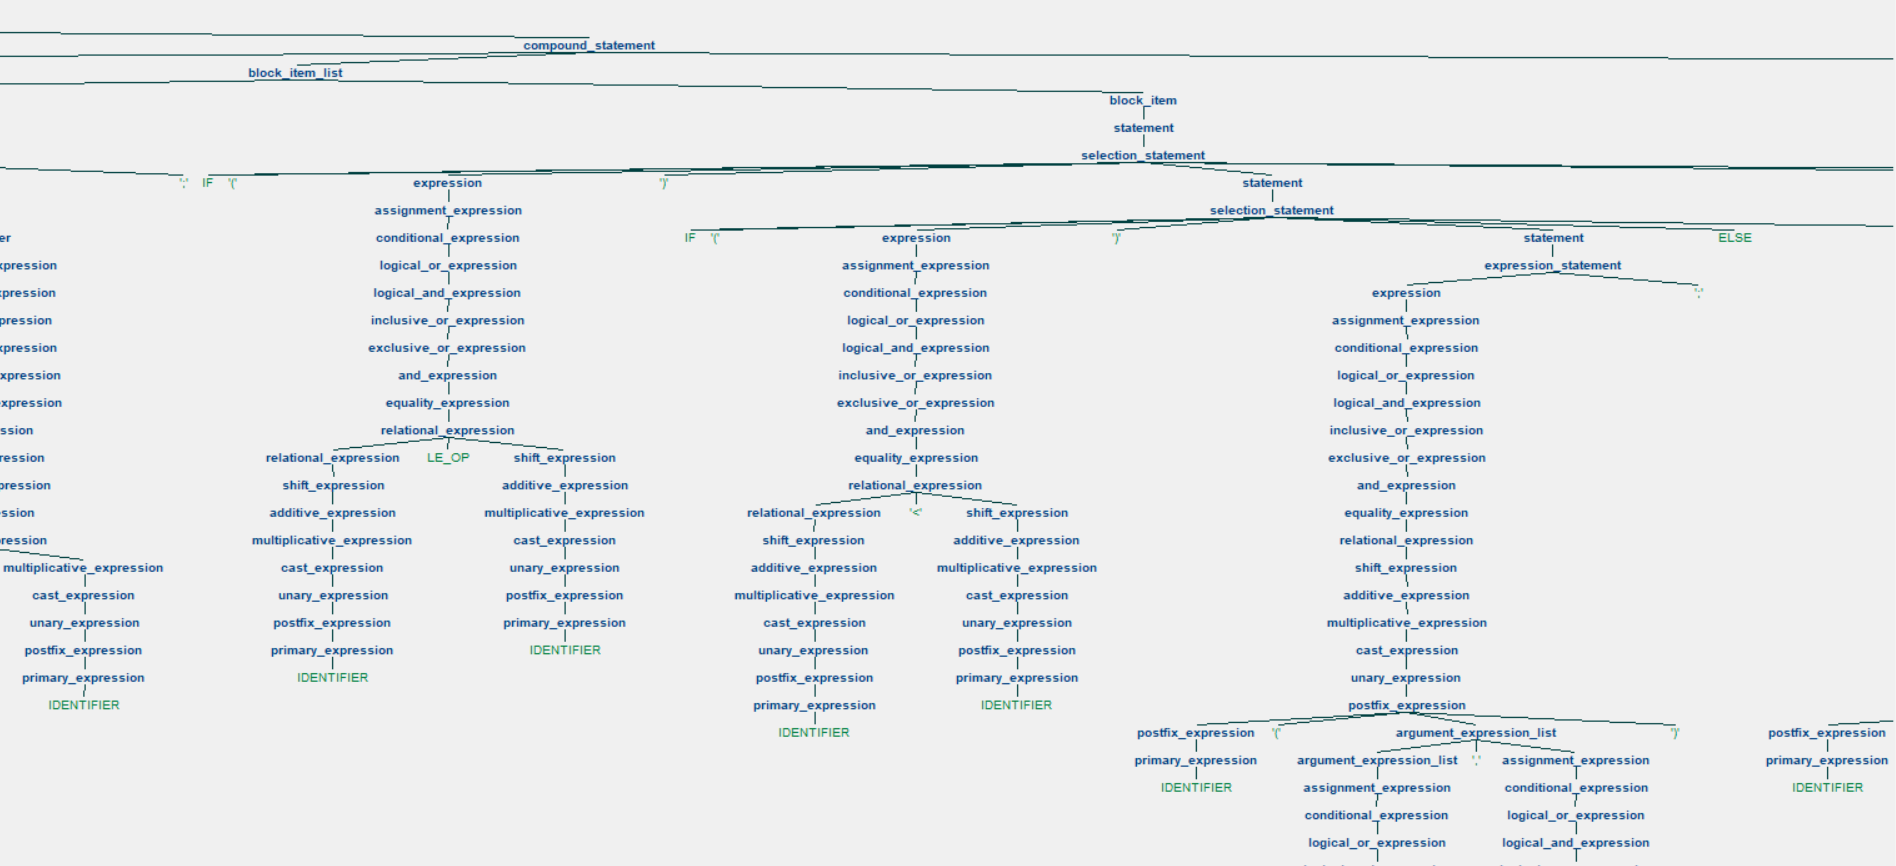 compound_statement
block_item_list
block_item
statement
selection_statement
';' IF '(' expression ')' statement
assignment_expression selection_statement
er conditional_expression IF '(' expression ')' statement ELSE
xpression logical_or_expression assignment_expression expression_statement
xpression logical_and_expression conditional_expression expression ';'
pression inclusive_or_expression logical_or_expression assignment_expression
xpression exclusive_or_expression logical_and_expression conditional_expression
xpression and_expression inclusive_or_expression logical_or_expression
xpression equality_expression exclusive_or_expression logical_and_expression
ssion relational_expression and_expression inclusive_or_expression
ression relational_expression LE_OP shift_expression equality_expression exclusive_or_expression
pression shift_expression additive_expression relational_expression and_expression
ssion additive_expression multiplicative_expression relational_expression '<' shift_expression equality_expression
ression multiplicative_expression cast_expression shift_expression additive_expression relational_expression
multiplicative_expression cast_expression unary_expression additive_expression multiplicative_expression shift_expression
cast_expression unary_expression postfix_expression multiplicative_expression cast_expression additive_expression
unary_expression postfix_expression primary_expression cast_expression unary_expression multiplicative_expression
postfix_expression primary_expression IDENTIFIER unary_expression postfix_expression cast_expression
primary_expression IDENTIFIER postfix_expression primary_expression unary_expression
IDENTIFIER primary_expression IDENTIFIER postfix_expression
IDENTIFIER postfix_expression '(' argument_expression_list ')' postfix_expression
primary_expression argument_expression_list ',' assignment_expression primary_expression
IDENTIFIER assignment_expression conditional_expression IDENTIFIER
conditional_expression logical_or_expression
logical_or_expression logical_and_expression